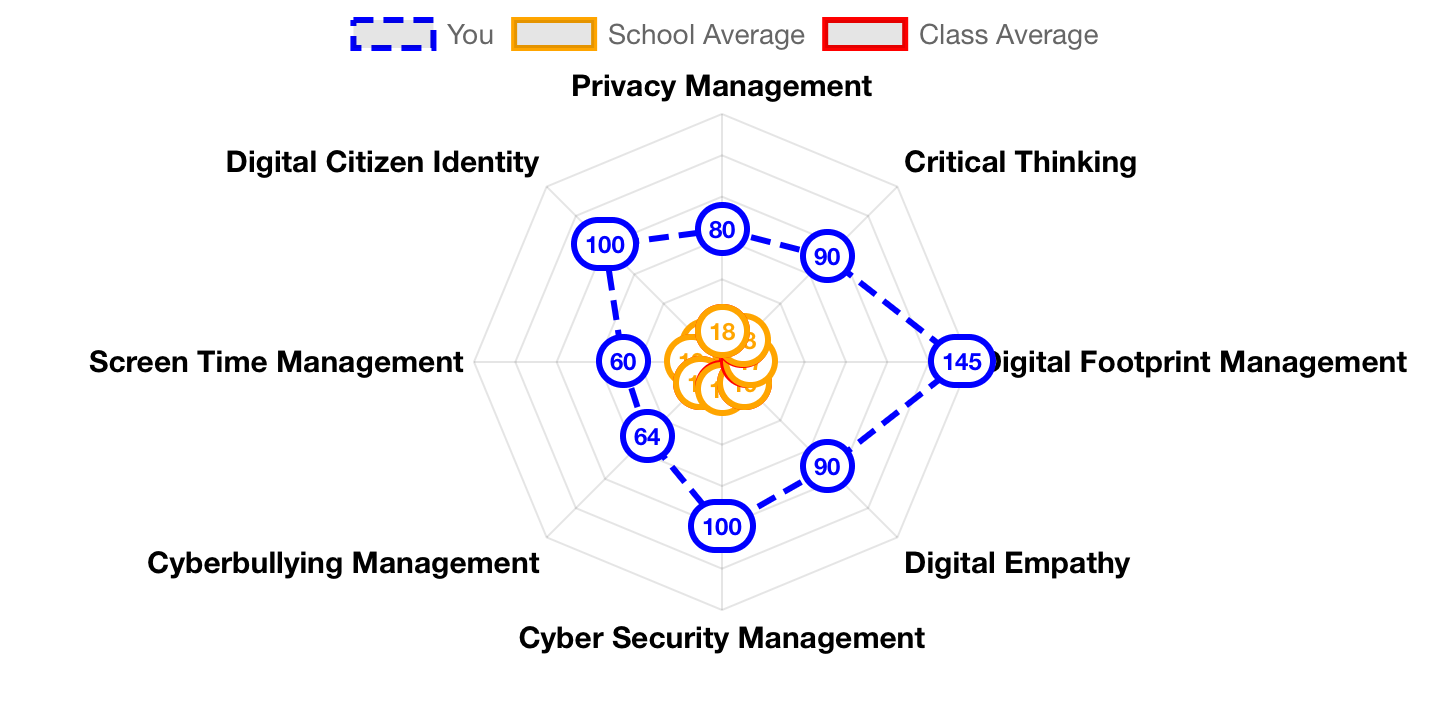 You School Average Class Average
Privacy Management
Digital Citizen Identity Critical Thinking
80
100 90
18
Screen Time Management 60 145 Digital Footprint Management
64 90
100
Cyberbullying Management Digital Empathy
Cyber Security Management